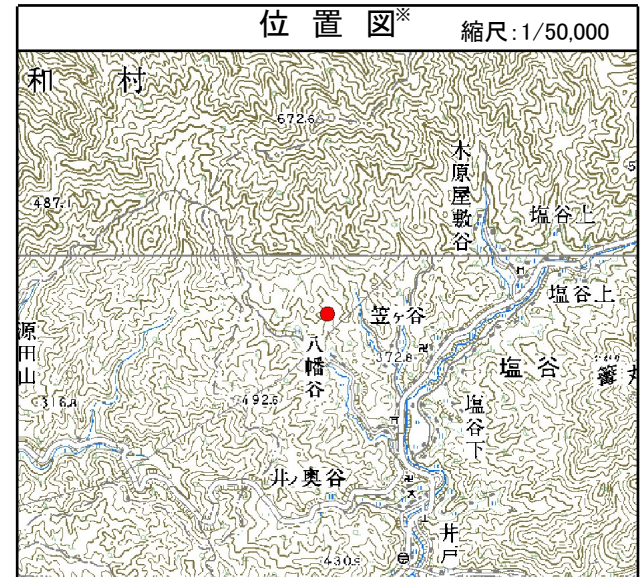 位置図※
縮尺:1/50,000
和村
672.6
木原屋敷谷
塩谷上
487.1
塩谷上
笠ヶ谷
源田山
八幡谷
372.8
塩谷
316.8
492.6
塩谷下
井ノ奥谷
井戸
430.9